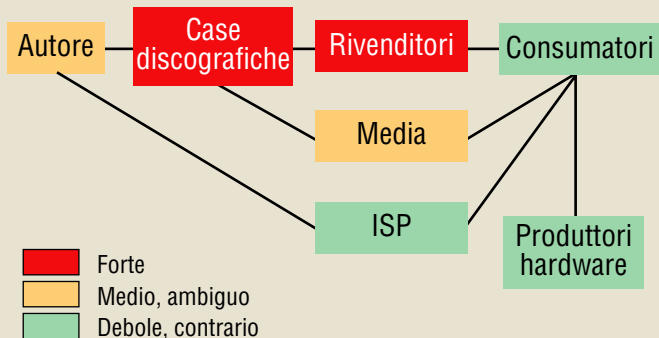 Autore
Case
discografiche
Rivenditori
Consumatori
Media
ISP
Produttori
hardware
Forte
Medio, ambiguo
Debole, contrario